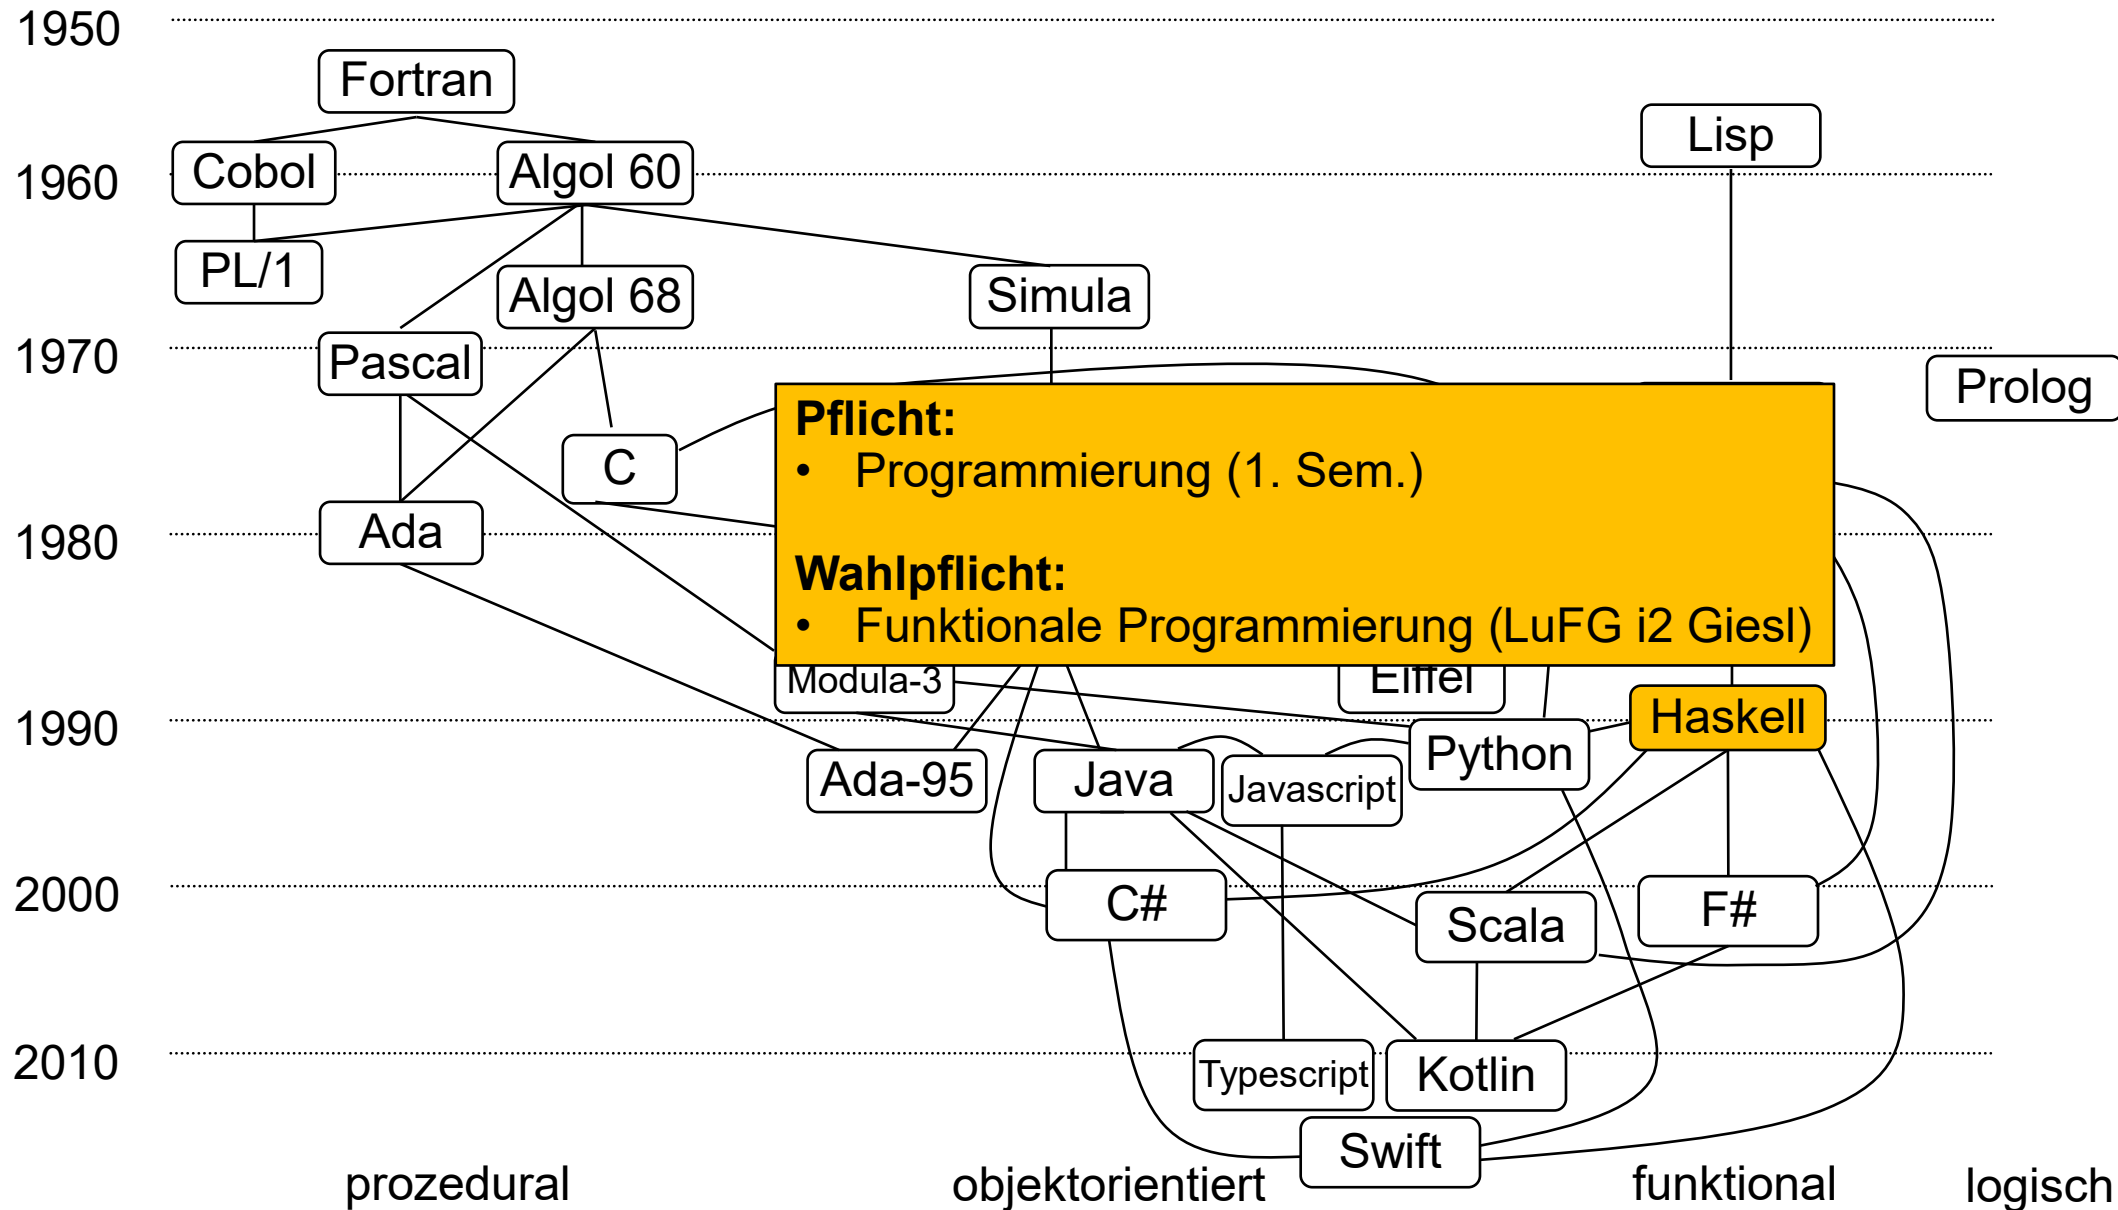 1950
Fortran
Lisp
Cobol
Algol 60
1960
PL/1
Algol 68
Simula
1970
Pascal
Prolog
Pflicht:
• Programmierung (1. Sem.)
C
Ada
1980
Wahlpflicht:
• Funktionale Programmierung (LuFG i2 Giesl)
Modula-3
Eiffel
Haskell
1990
Python
Ada-95
Java
Javascript
2000
C#
Scala
F#
2010
Typescript
Kotlin
Swift
prozedural
objektorientiert
funktional
logisch